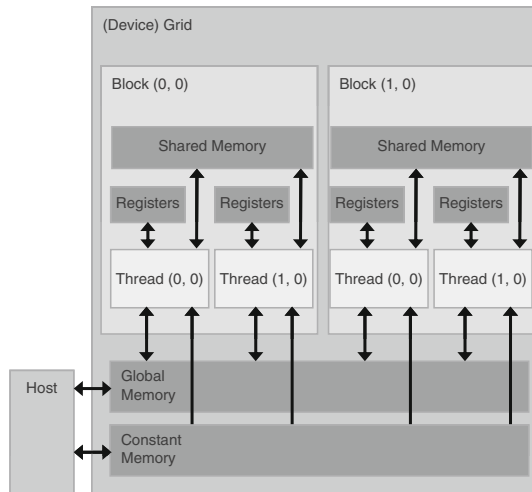 (Device) Grid
Block (0, 0)
Block (1, 0)
Shared Memory
Shared Memory
Registers
Registers
Registers
Registers
Thread (0, 0)
Thread (1, 0)
Thread (0, 0)
Thread (1, 0)
Host
Global
Memory
Constant
Memory